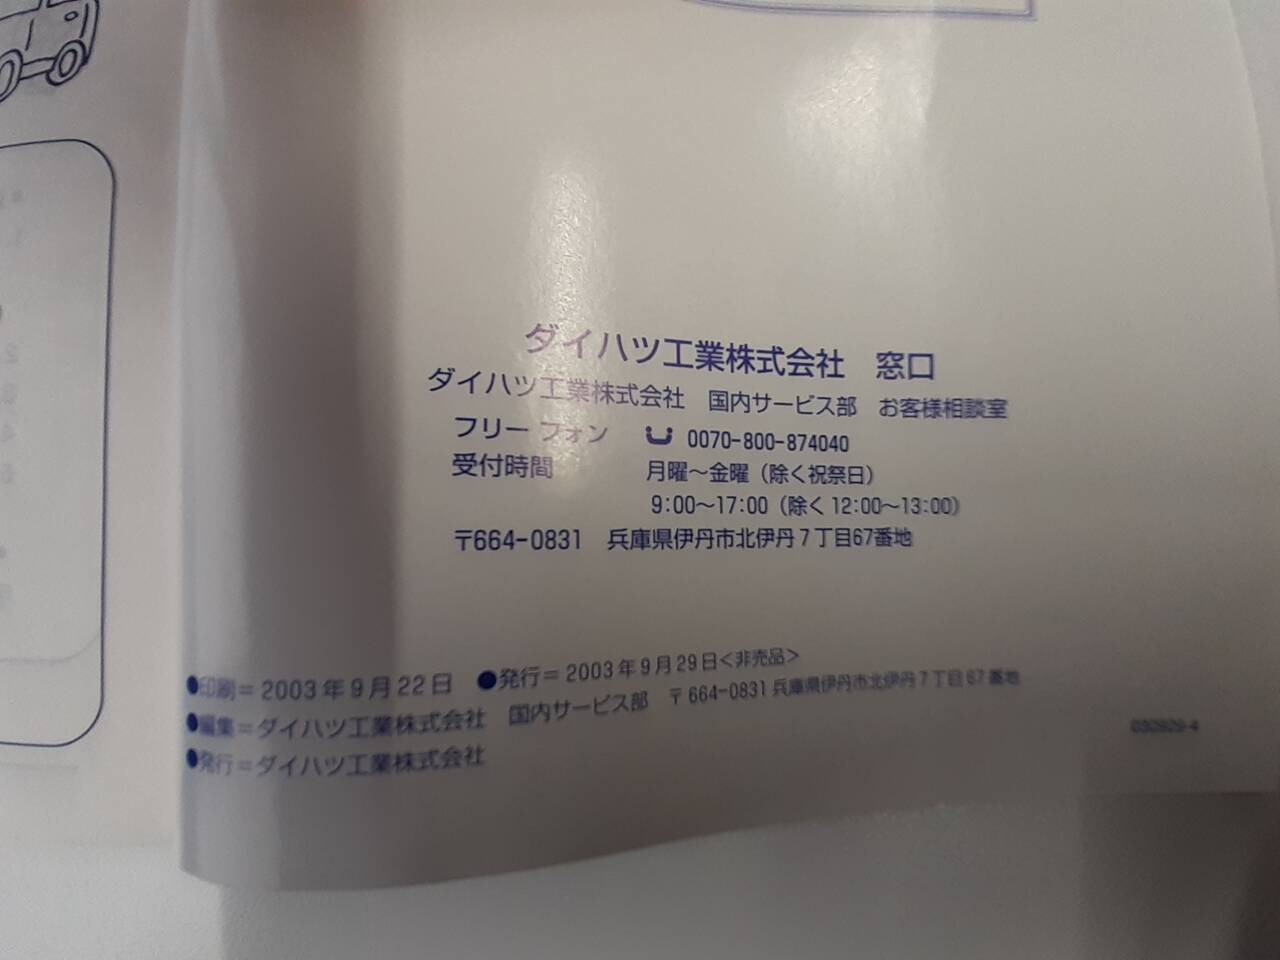 ダイハツ工業株式会社 窓口
ダイハツ工業株式会社 国内サービス部 お客様相談室
フリーフォン 0070-800-874040
受付時間 月曜～金曜（除く祝祭日）
9:00～17:00（除く12:00～13:00）
〒664-0831 兵庫県伊丹市北伊丹7丁目67番地
●印刷＝2003年9月22日 ●発行＝2003年9月29日<非売品>
●編集＝ダイハツ工業株式会社 国内サービス部 〒664-0831 兵庫県伊丹市北伊丹7丁目67番地
●発行＝ダイハツ工業株式会社